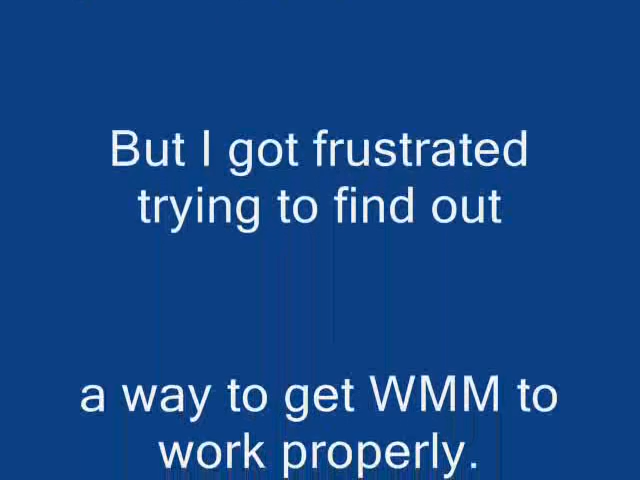 But I got frustrated
trying to find out
a way to get WMM to
work properly.